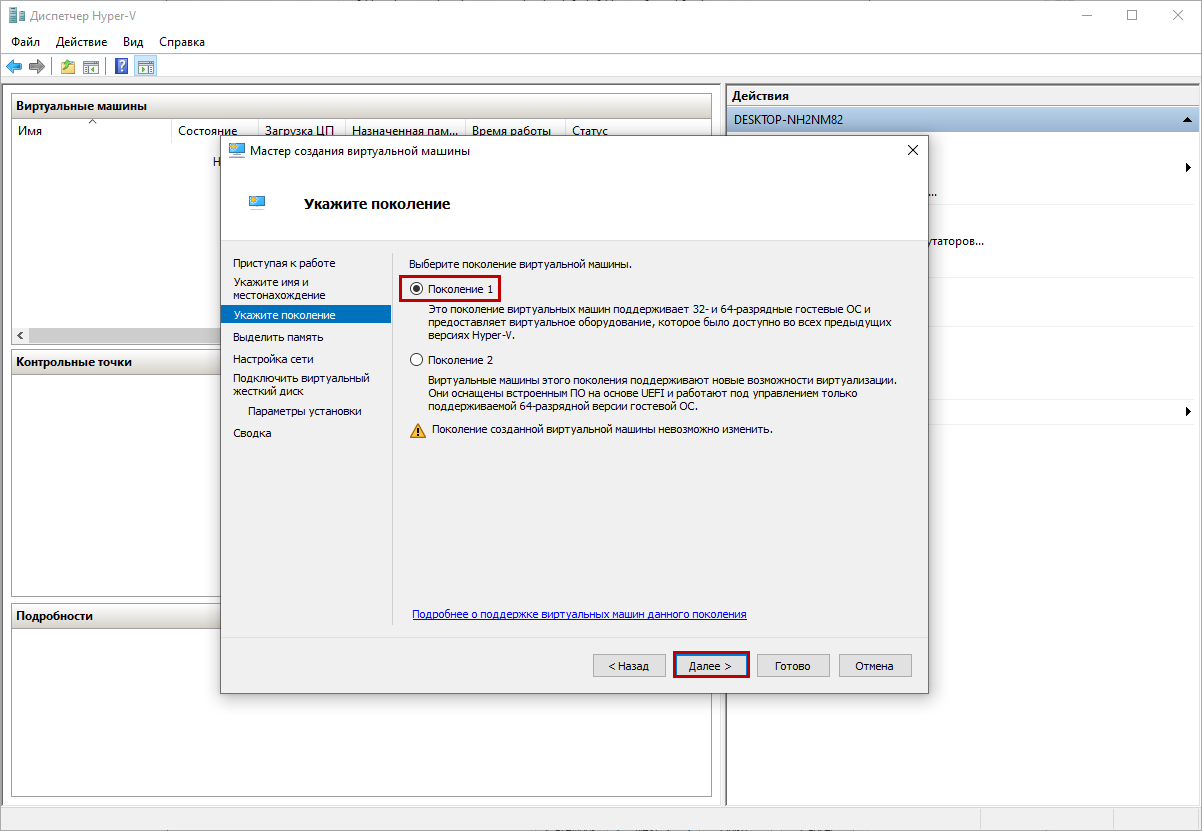 Диспетчер Hyper-V
Файл Действие Вид Справка
Виртуальные машины
Имя Состояние Загрузка ЦП Назначенная пам... Время работы Статус
Контрольные точки
Подробности
Действия
DESKTOP-NH2NM82
Мастер создания виртуальной машины
Укажите поколение
Приступая к работе
Укажите имя и
местонахождение
Укажите поколение
Выделить память
Настройка сети
Подключить виртуальный
жесткий диск
Параметры установки
Сводка
Выберите поколение виртуальной машины.
Поколение 1
Это поколение виртуальных машин поддерживает 32- и 64-разрядные гостевые ОС и
предоставляет виртуальное оборудование, которое было доступно во всех предыдущих
версиях Hyper-V.
Поколение 2
Виртуальные машины этого поколения поддерживают новые возможности виртуализации.
Они оснащены встроенным ПО на основе UEFI и работают под управлением только
поддерживаемой 64-разрядной версии гостевой ОС.
Поколение созданной виртуальной машины невозможно изменить.
Подробнее о поддержке виртуальных машин данного поколения
< Назад Далее > Готово Отмена